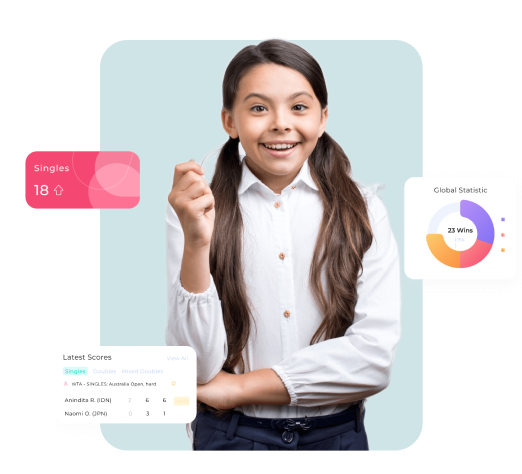 Singles
18
Global Statistic
23 Wins
Latest Scores
View All
Singles Doubles Mixed Doubles
WTA - SINGLES: Australia Open, hard
Anindita R. (IDN) 2 6 6
Naomi O. (JPN) 0 3 1